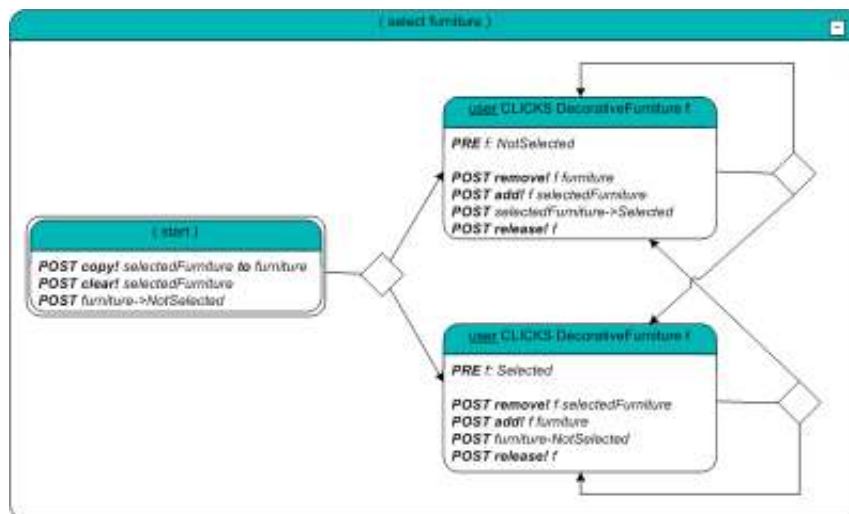 ( select furniture )
user CLICKS DecorativeFurniture f
PRE f: NotSelected
POST remove! f furniture
POST add! f selectedFurniture
POST selectedFurniture->Selected
POST release! f
( start )
POST copy! selectedFurniture to furniture
POST clear! selectedFurniture
POST furniture->NotSelected
user CLICKS DecorativeFurniture f
PRE f: Selected
POST remove! f selectedFurniture
POST add! f furniture
POST furniture-NotSelected
POST release! f